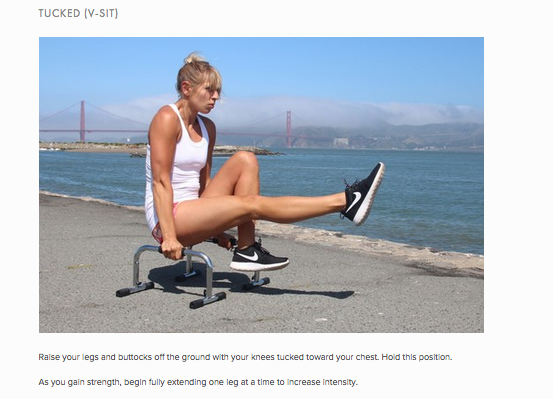 TUCKED (V-SIT)
Raise your legs and buttocks off the ground with your knees tucked toward your chest. Hold this position.
As you gain strength, begin fully extending one leg at a time to increase intensity.